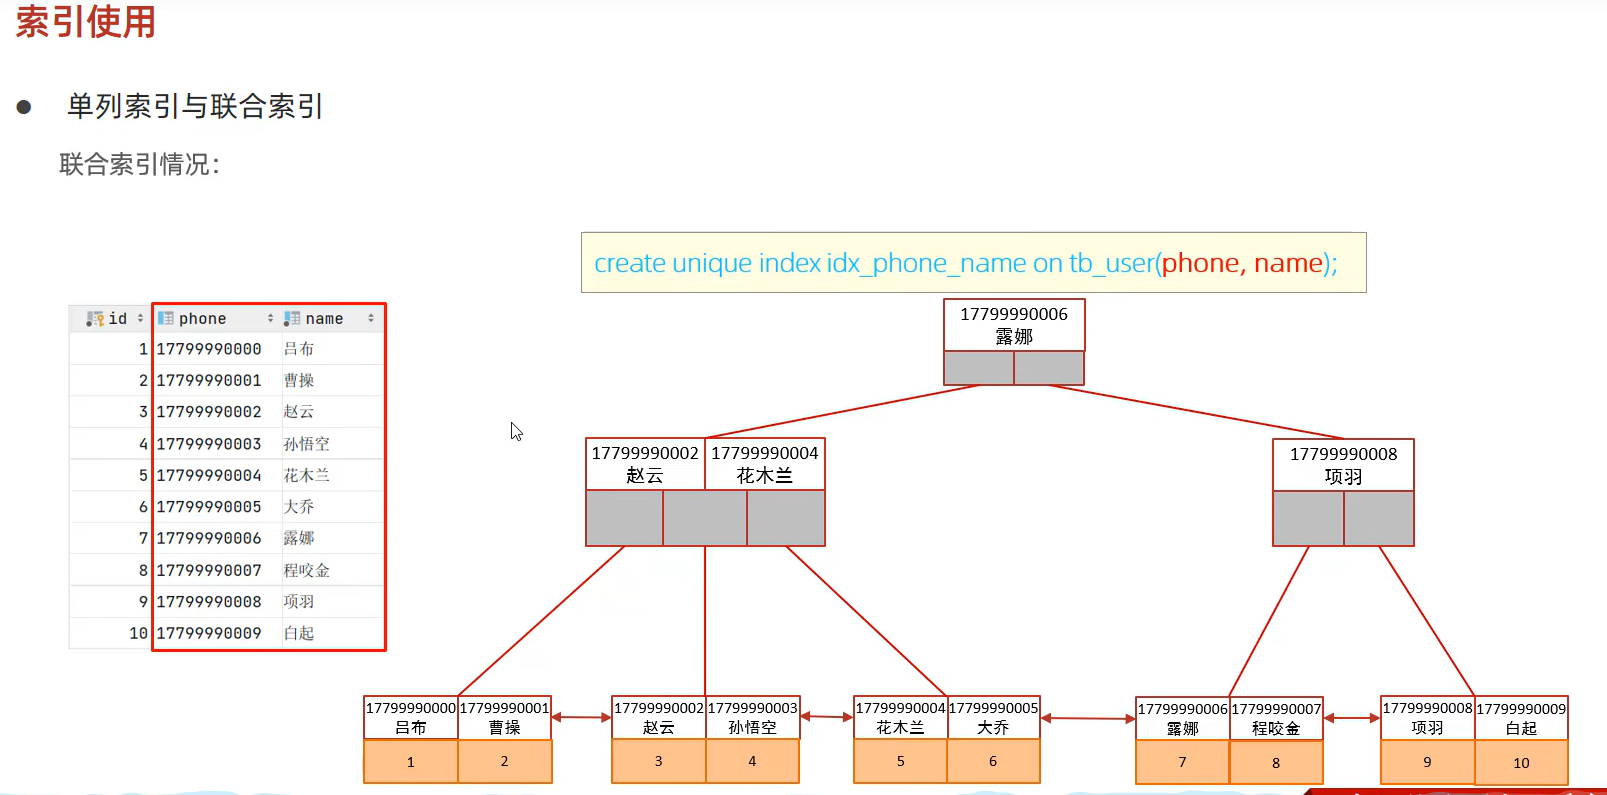 索引使用
● 单列索引与联合索引
联合索引情况：
create unique index idx_phone_name on tb_user(phone, name);
id phone name
1 17799990000 吕布
2 17799990001 曹操
3 17799990002 赵云
4 17799990003 孙悟空
5 17799990004 花木兰
6 17799990005 大乔
7 17799990006 露娜
8 17799990007 程咬金
9 17799990008 项羽
10 17799990009 白起
17799990006
露娜
17799990002 17799990004
赵云 花木兰
17799990008
项羽
17799990000 17799990001 17799990002 17799990003 17799990004 17799990005 17799990006 17799990007 17799990008 17799990009
吕布 曹操 赵云 孙悟空 花木兰 大乔 露娜 程咬金 项羽 白起
1 2 3 4 5 6 7 8 9 10